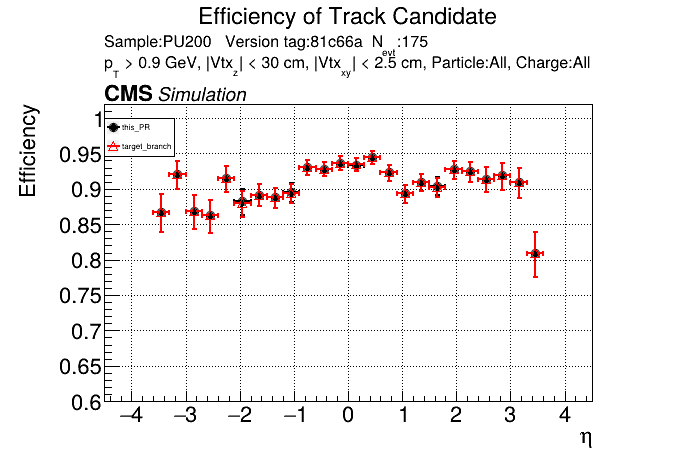 Efficiency of Track Candidate
Sample:PU200 Version tag:81c66a N_evt:175
p_T > 0.9 GeV, |Vtx_z| < 30 cm, |Vtx_xy| < 2.5 cm, Particle:All, Charge:All
CMS Simulation
Efficiency
1
this_PR
target_branch
0.95
0.9
0.85
0.8
0.75
0.7
0.65
0.6
−4 −3 −2 −1 0 1 2 3 4
η